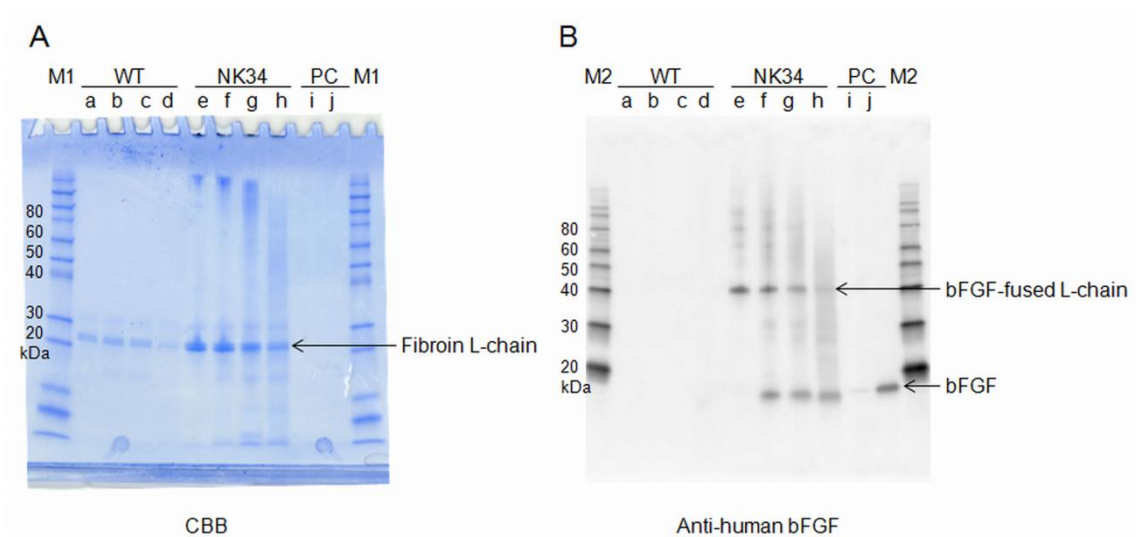 A
M1 WT NK34 PC M1
a b c d e f g h i j
80
60
50
40
30
20
kDa
Fibroin L-chain
CBB
B
M2 WT NK34 PC M2
a b c d e f g h i j
80
60
50
40
30
20
kDa
bFGF-fused L-chain
bFGF
Anti-human bFGF